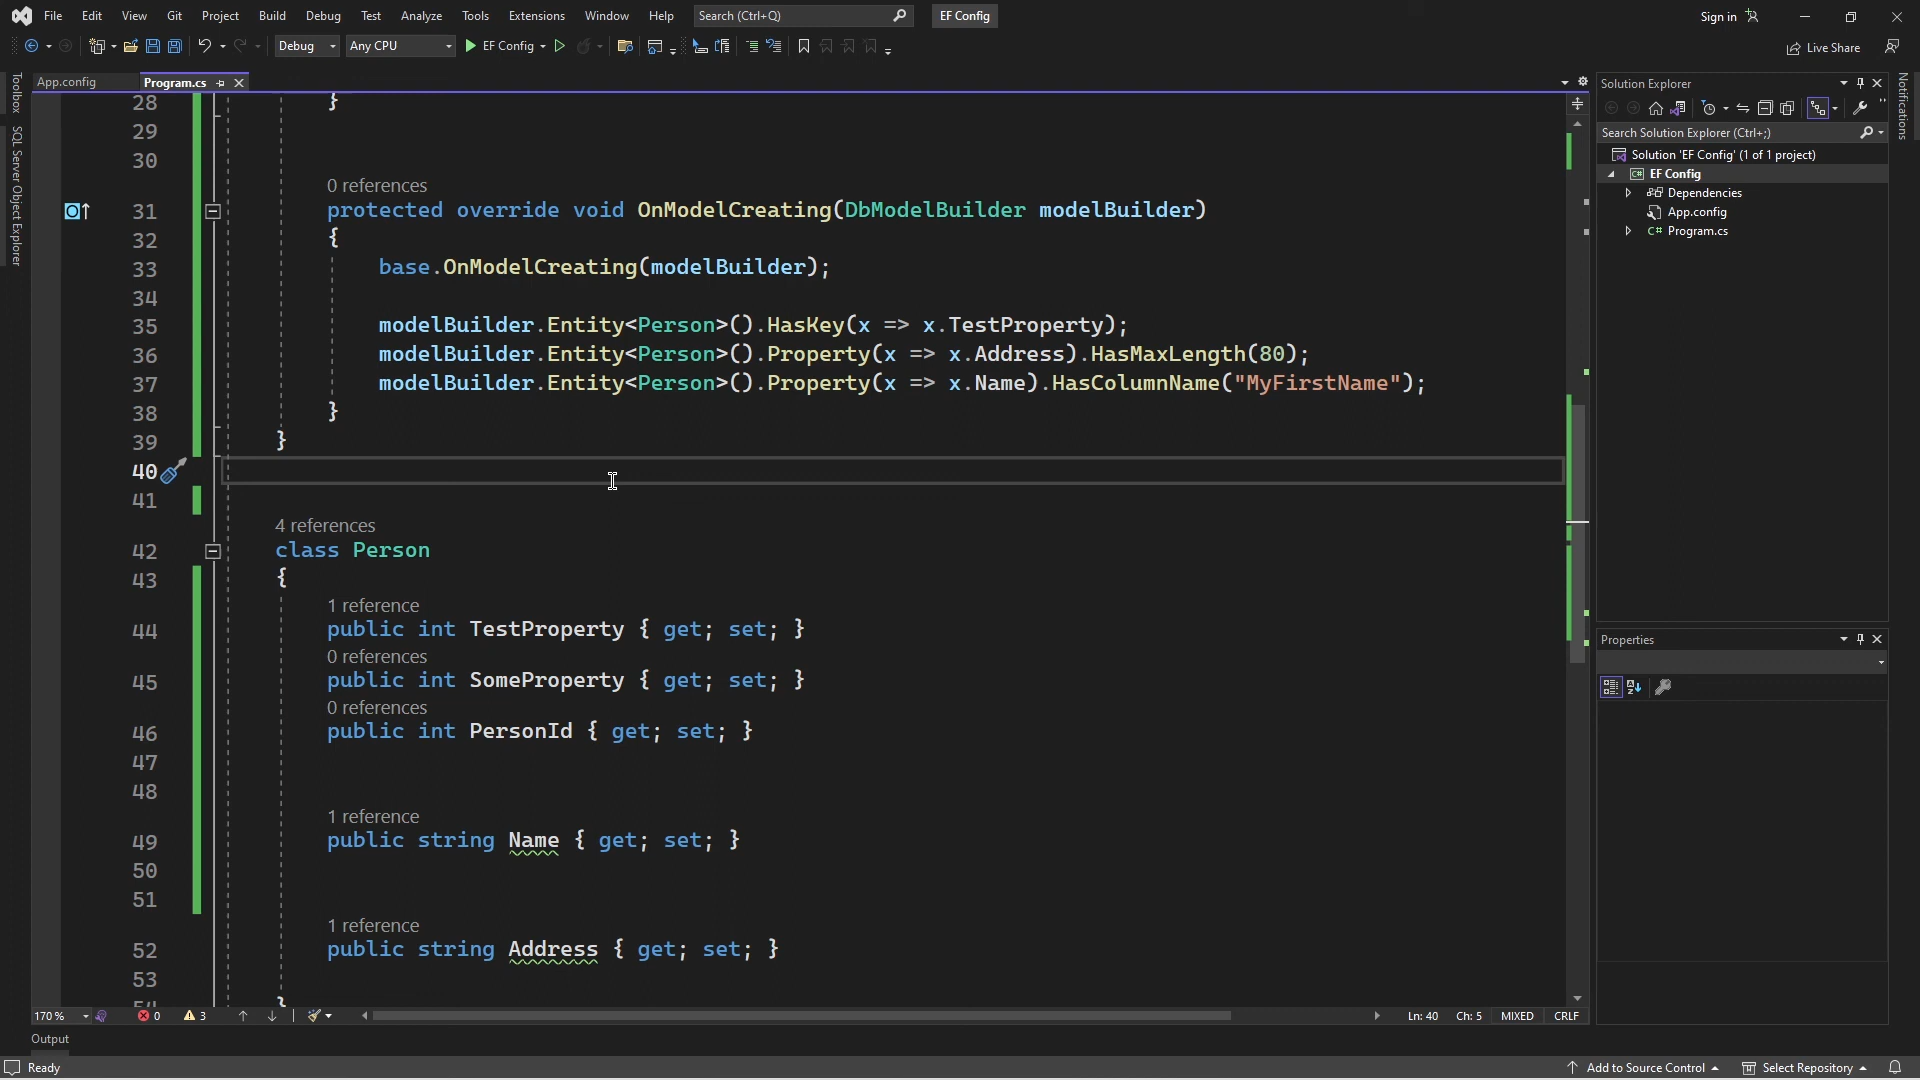 File Edit View Git Project Build Debug Test Analyze Tools Extensions Window Help Search (Ctrl+Q) EF Config Sign in
Debug Any CPU EF Config Live Share
App.config Program.cs
Toolbox
SQL Server Object Explorer
Notifications
28 }
29
30
0 references
31 protected override void OnModelCreating(DbModelBuilder modelBuilder)
32 {
33 base.OnModelCreating(modelBuilder);
34
35 modelBuilder.Entity<Person>().HasKey(x => x.TestProperty);
36 modelBuilder.Entity<Person>().Property(x => x.Address).HasMaxLength(80);
37 modelBuilder.Entity<Person>().Property(x => x.Name).HasColumnName("MyFirstName");
38 }
39 }
40
41
4 references
42 class Person
43 {
1 reference
44 public int TestProperty { get; set; }
0 references
45 public int SomeProperty { get; set; }
0 references
46 public int PersonId { get; set; }
47
48
1 reference
49 public string Name { get; set; }
50
51
1 reference
52 public string Address { get; set; }
53
54 }
Solution Explorer
Search Solution Explorer (Ctrl+;)
Solution 'EF Config' (1 of 1 project)
EF Config
Dependencies
App.config
C# Program.cs
Properties
170 % 0 3 Ln: 40 Ch: 5 MIXED CRLF
Output
Ready Add to Source Control Select Repository